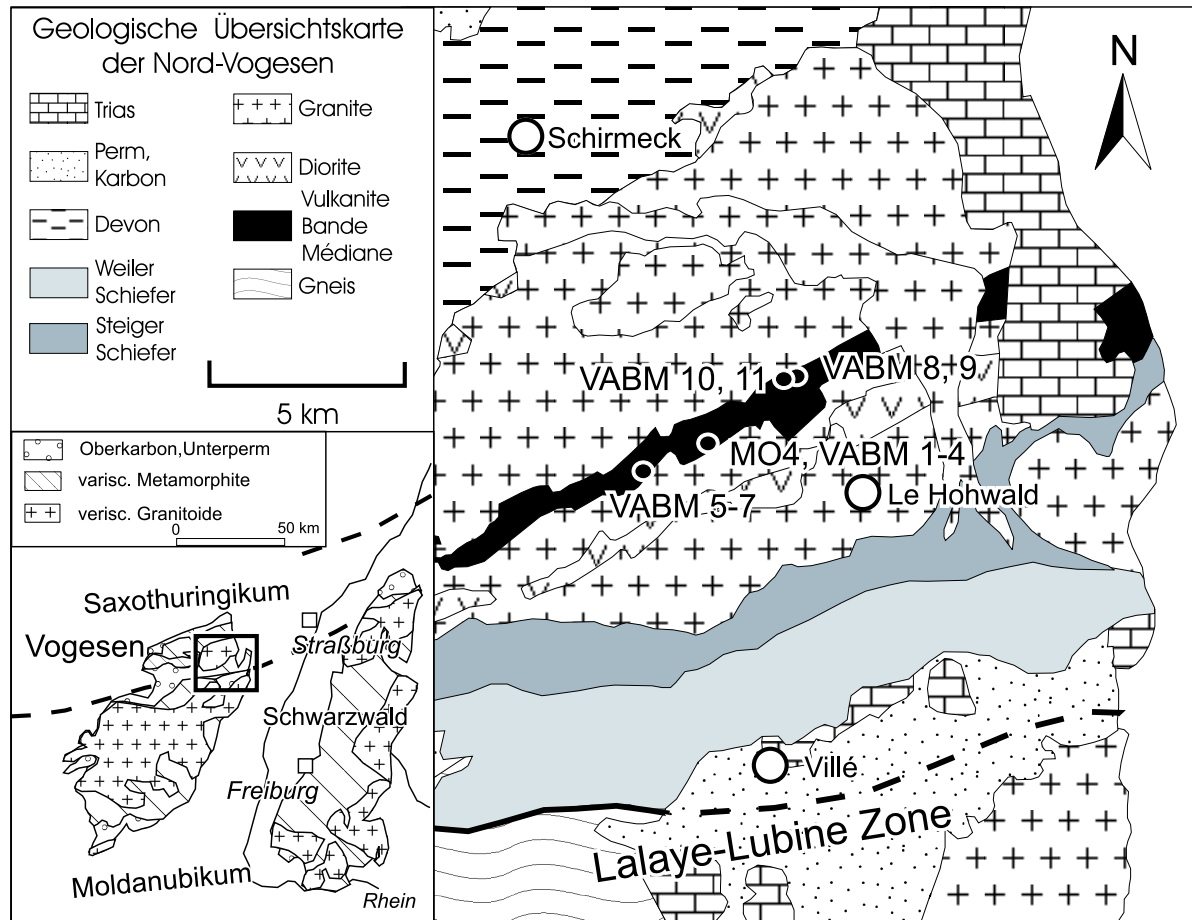 Geologische Übersichtskarte
der Nord-Vogesen
Trias
Perm,
Karbon
Devon
Weiler
Schiefer
Steiger
Schiefer
Granite
Diorite
Vulkanite
Bande
Médiane
Gneis
5 km
Oberkarbon,Unterperm
varisc. Metamorphite
verisc. Granitoide
0 50 km
Saxothuringikum
Vogesen
Straßburg
Schwarzwald
Freiburg
Moldanubikum
Rhein
N
Schirmeck
VABM 10, 11
VABM 8, 9
MO4, VABM 1-4
VABM 5-7
Le Hohwald
Villé
Lalaye-Lubine Zone